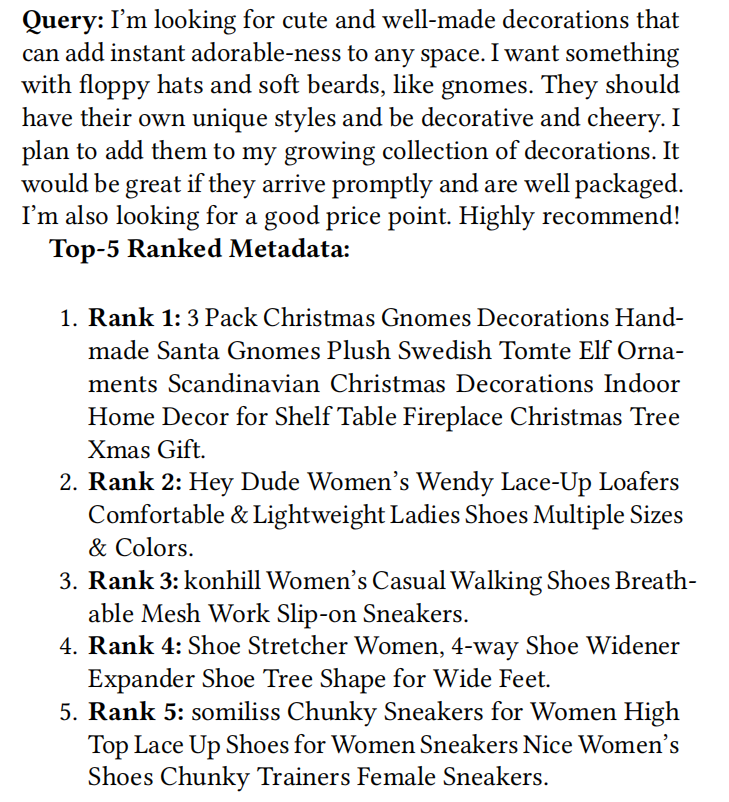 Query: I’m looking for cute and well-made decorations that
can add instant adorable-ness to any space. I want something
with floppy hats and soft beards, like gnomes. They should
have their own unique styles and be decorative and cheery. I
plan to add them to my growing collection of decorations. It
would be great if they arrive promptly and are well packaged.
I’m also looking for a good price point. Highly recommend!
Top-5 Ranked Metadata:
1. Rank 1: 3 Pack Christmas Gnomes Decorations Hand-
made Santa Gnomes Plush Swedish Tomte Elf Orna-
ments Scandinavian Christmas Decorations Indoor
Home Decor for Shelf Table Fireplace Christmas Tree
Xmas Gift.
2. Rank 2: Hey Dude Women’s Wendy Lace-Up Loafers
Comfortable & Lightweight Ladies Shoes Multiple Sizes
& Colors.
3. Rank 3: konhill Women’s Casual Walking Shoes Breath-
able Mesh Work Slip-on Sneakers.
4. Rank 4: Shoe Stretcher Women, 4-way Shoe Widener
Expander Shoe Tree Shape for Wide Feet.
5. Rank 5: somiliss Chunky Sneakers for Women High
Top Lace Up Shoes for Women Sneakers Nice Women’s
Shoes Chunky Trainers Female Sneakers.